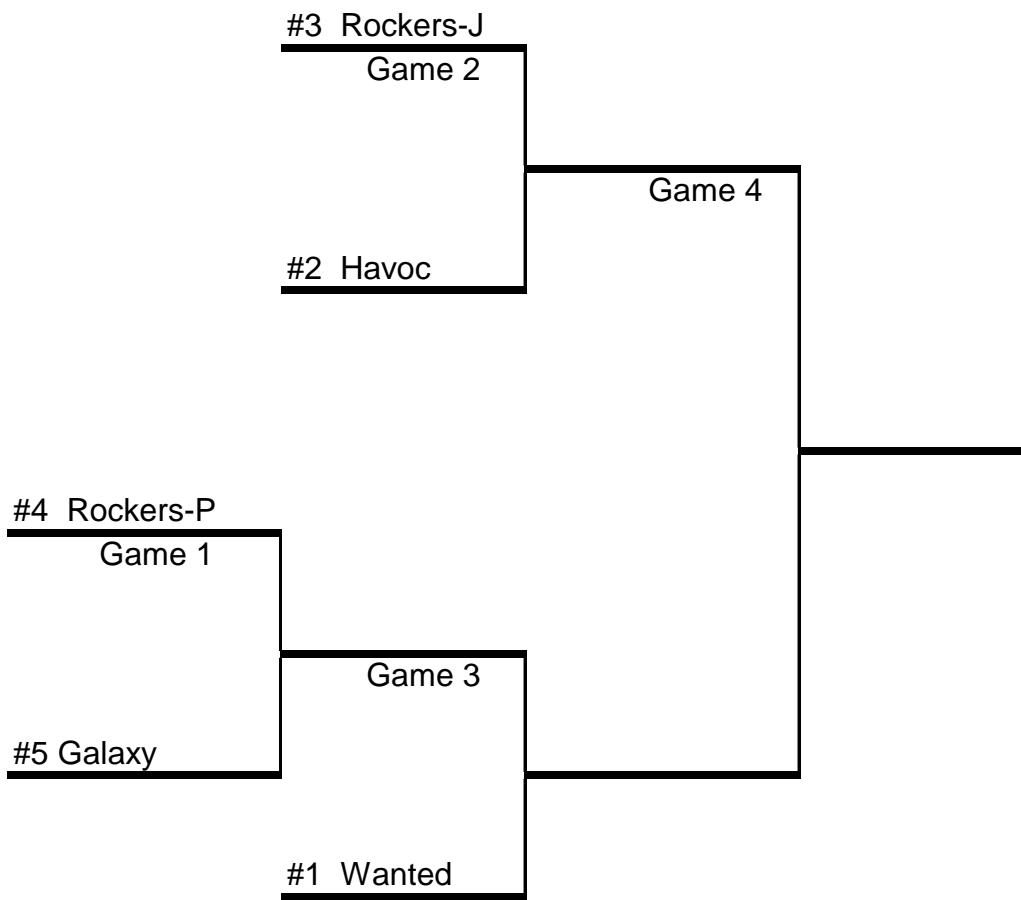 #3 Rockers-J
Game 2
Game 4
#2 Havoc
#4 Rockers-P
Game 1
Game 3
#5 Galaxy
#1 Wanted